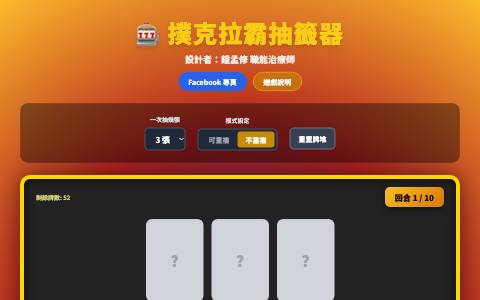 🎰 撲克拉霸抽籤器
設計者：鍾孟修 職能治療師
Facebook 專頁
遊戲說明
一次抽幾張
模式設定
3 張
可重複
不重複
重置牌堆
剩餘牌數: 52
回合 1 / 10
? ? ?